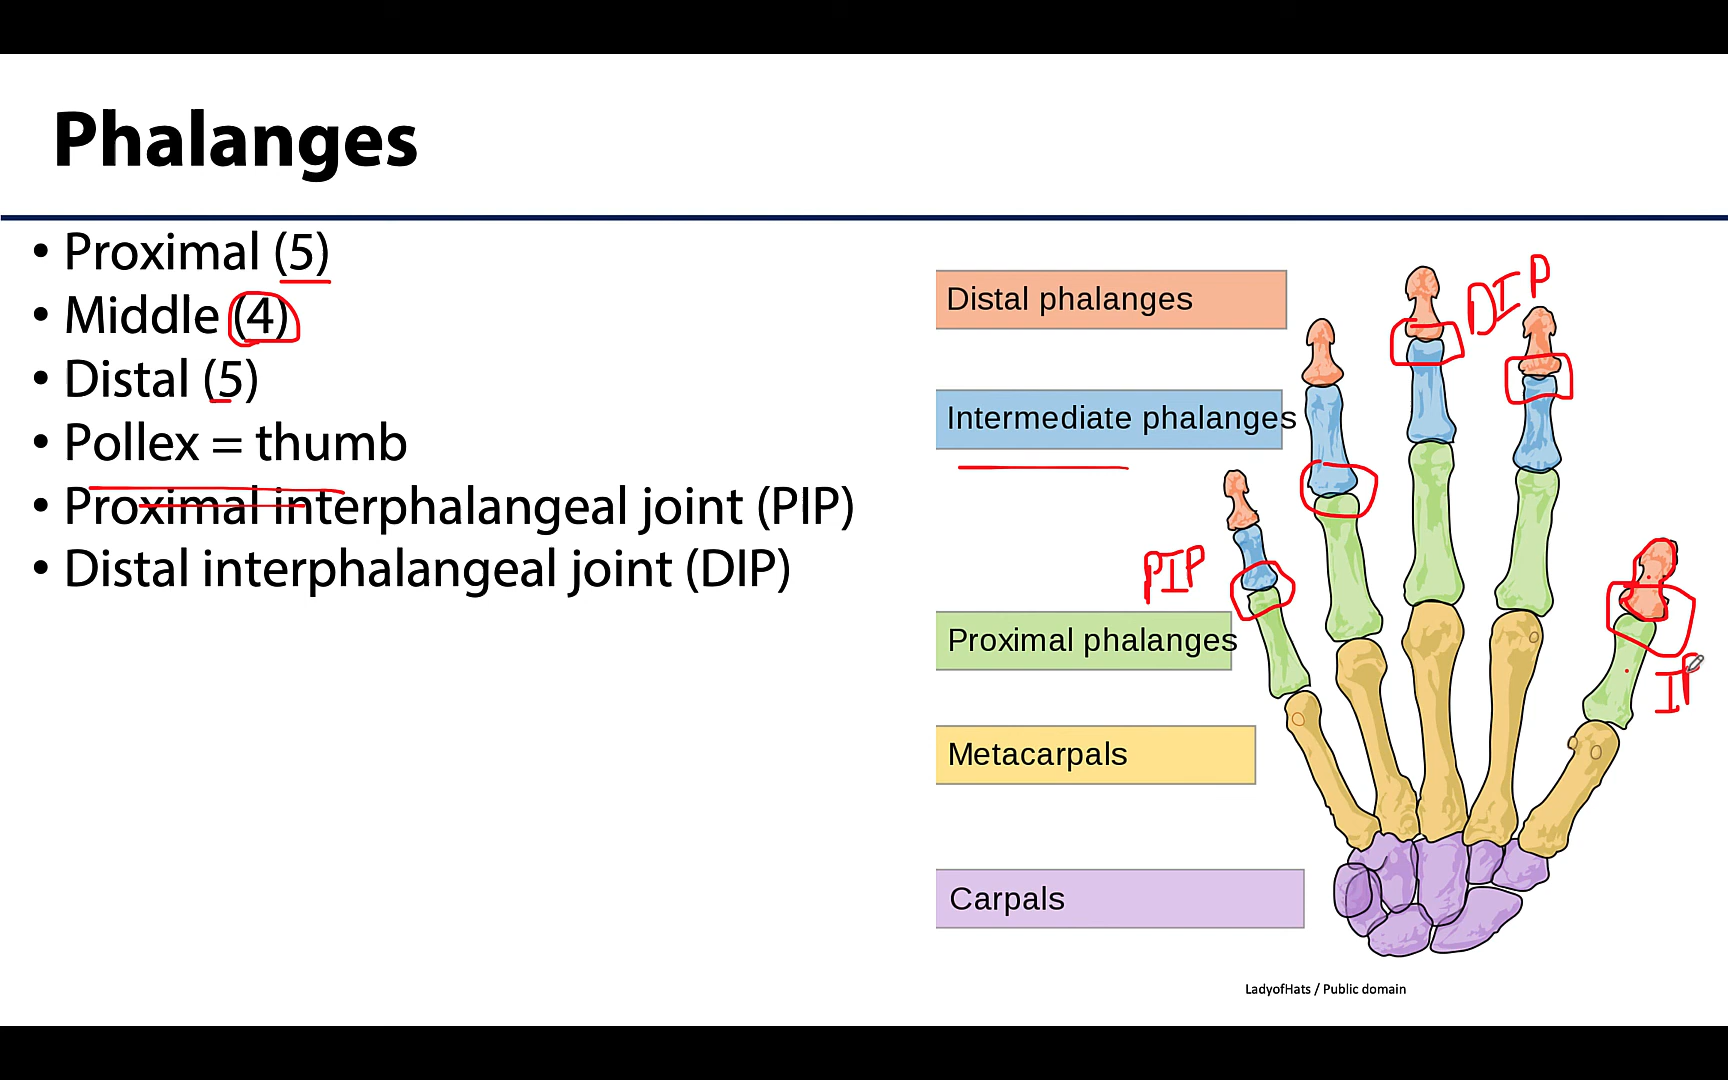 Phalanges
• Proximal (5)
• Middle (4)
• Distal (5)
• Pollex = thumb
• Proximal interphalangeal joint (PIP)
• Distal interphalangeal joint (DIP)
Distal phalanges
DIP
Intermediate phalanges
PIP
Proximal phalanges
IP
Metacarpals
Carpals
LadyofHats / Public domain